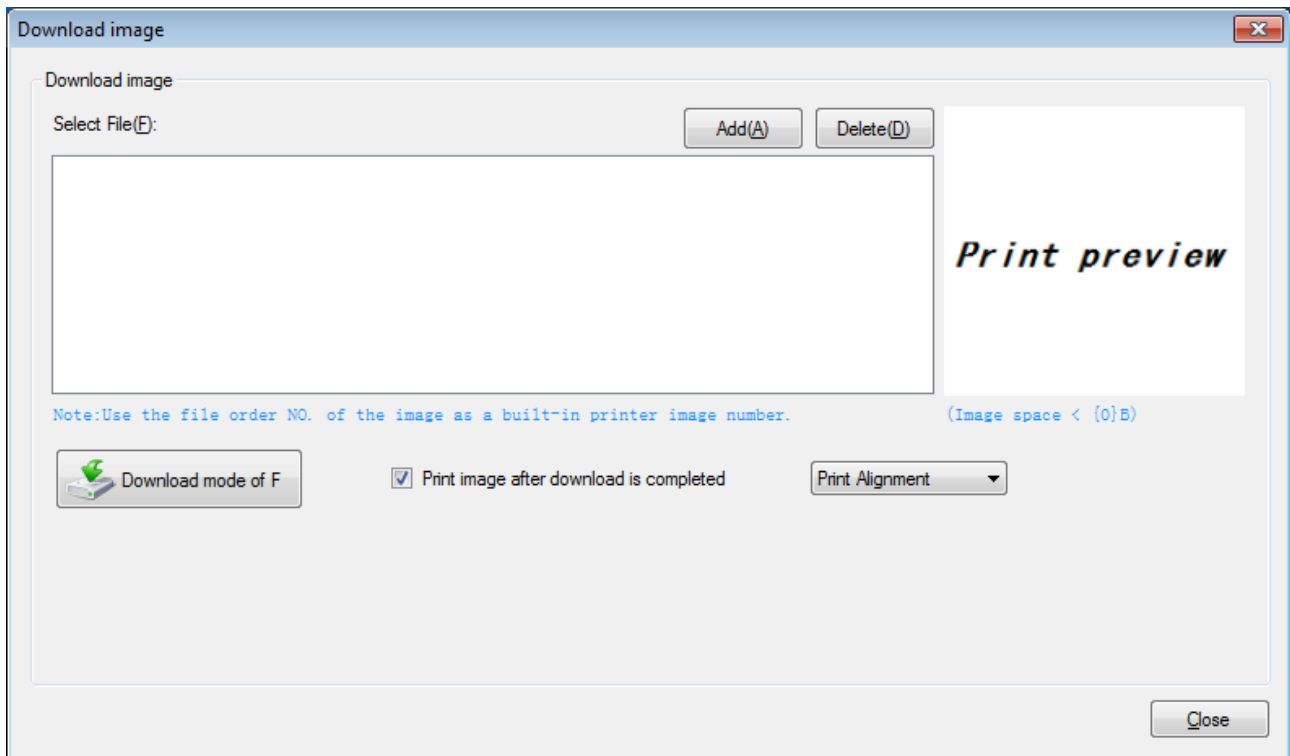 Download image
Download image
Select File(F):
Add(A)
Delete(D)
Print preview
Note:Use the file order NO. of the image as a built-in printer image number.
(Image space < {0}B)
Download mode of F
Print image after download is completed
Print Alignment
Close